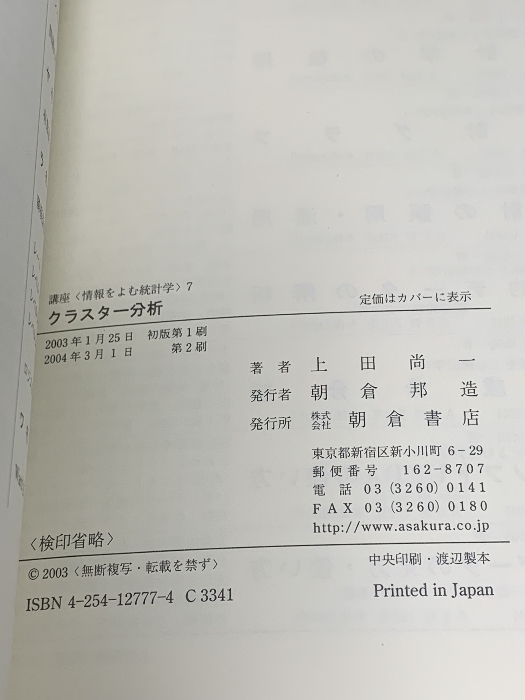 講座〈情報をよむ統計学〉7
クラスター分析
定価はカバーに表示
2003年1月25日 初版第1刷
2004年3月1日 第2刷
著者 上田尚一
発行者 朝倉邦造
発行所 株式会社 朝倉書店
東京都新宿区新小川町6-29
郵便番号 162-8707
電話 03(3260)0141
FAX 03(3260)0180
http://www.asakura.co.jp
〈検印省略〉
©2003〈無断複写・転載を禁ず〉
中央印刷・渡辺製本
ISBN 4-254-12777-4 C3341
Printed in Japan